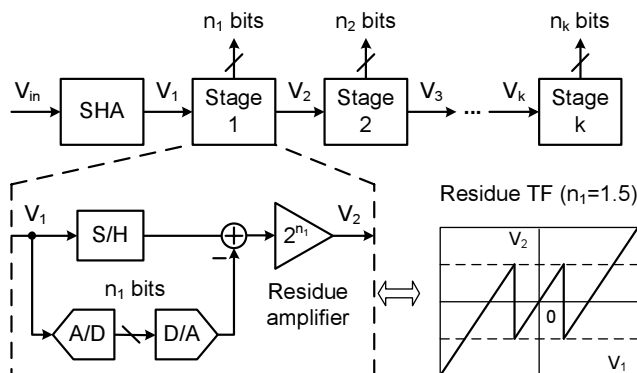 n₁ bits n₂ bits nₖ bits
V_in SHA V₁ Stage 1 V₂ Stage 2 V₃ ... Vₖ Stage k
V₁ S/H − + 2^n₁ V₂
n₁ bits
A/D D/A
Residue amplifier
Residue TF (n₁=1.5)
V₂
0
V₁